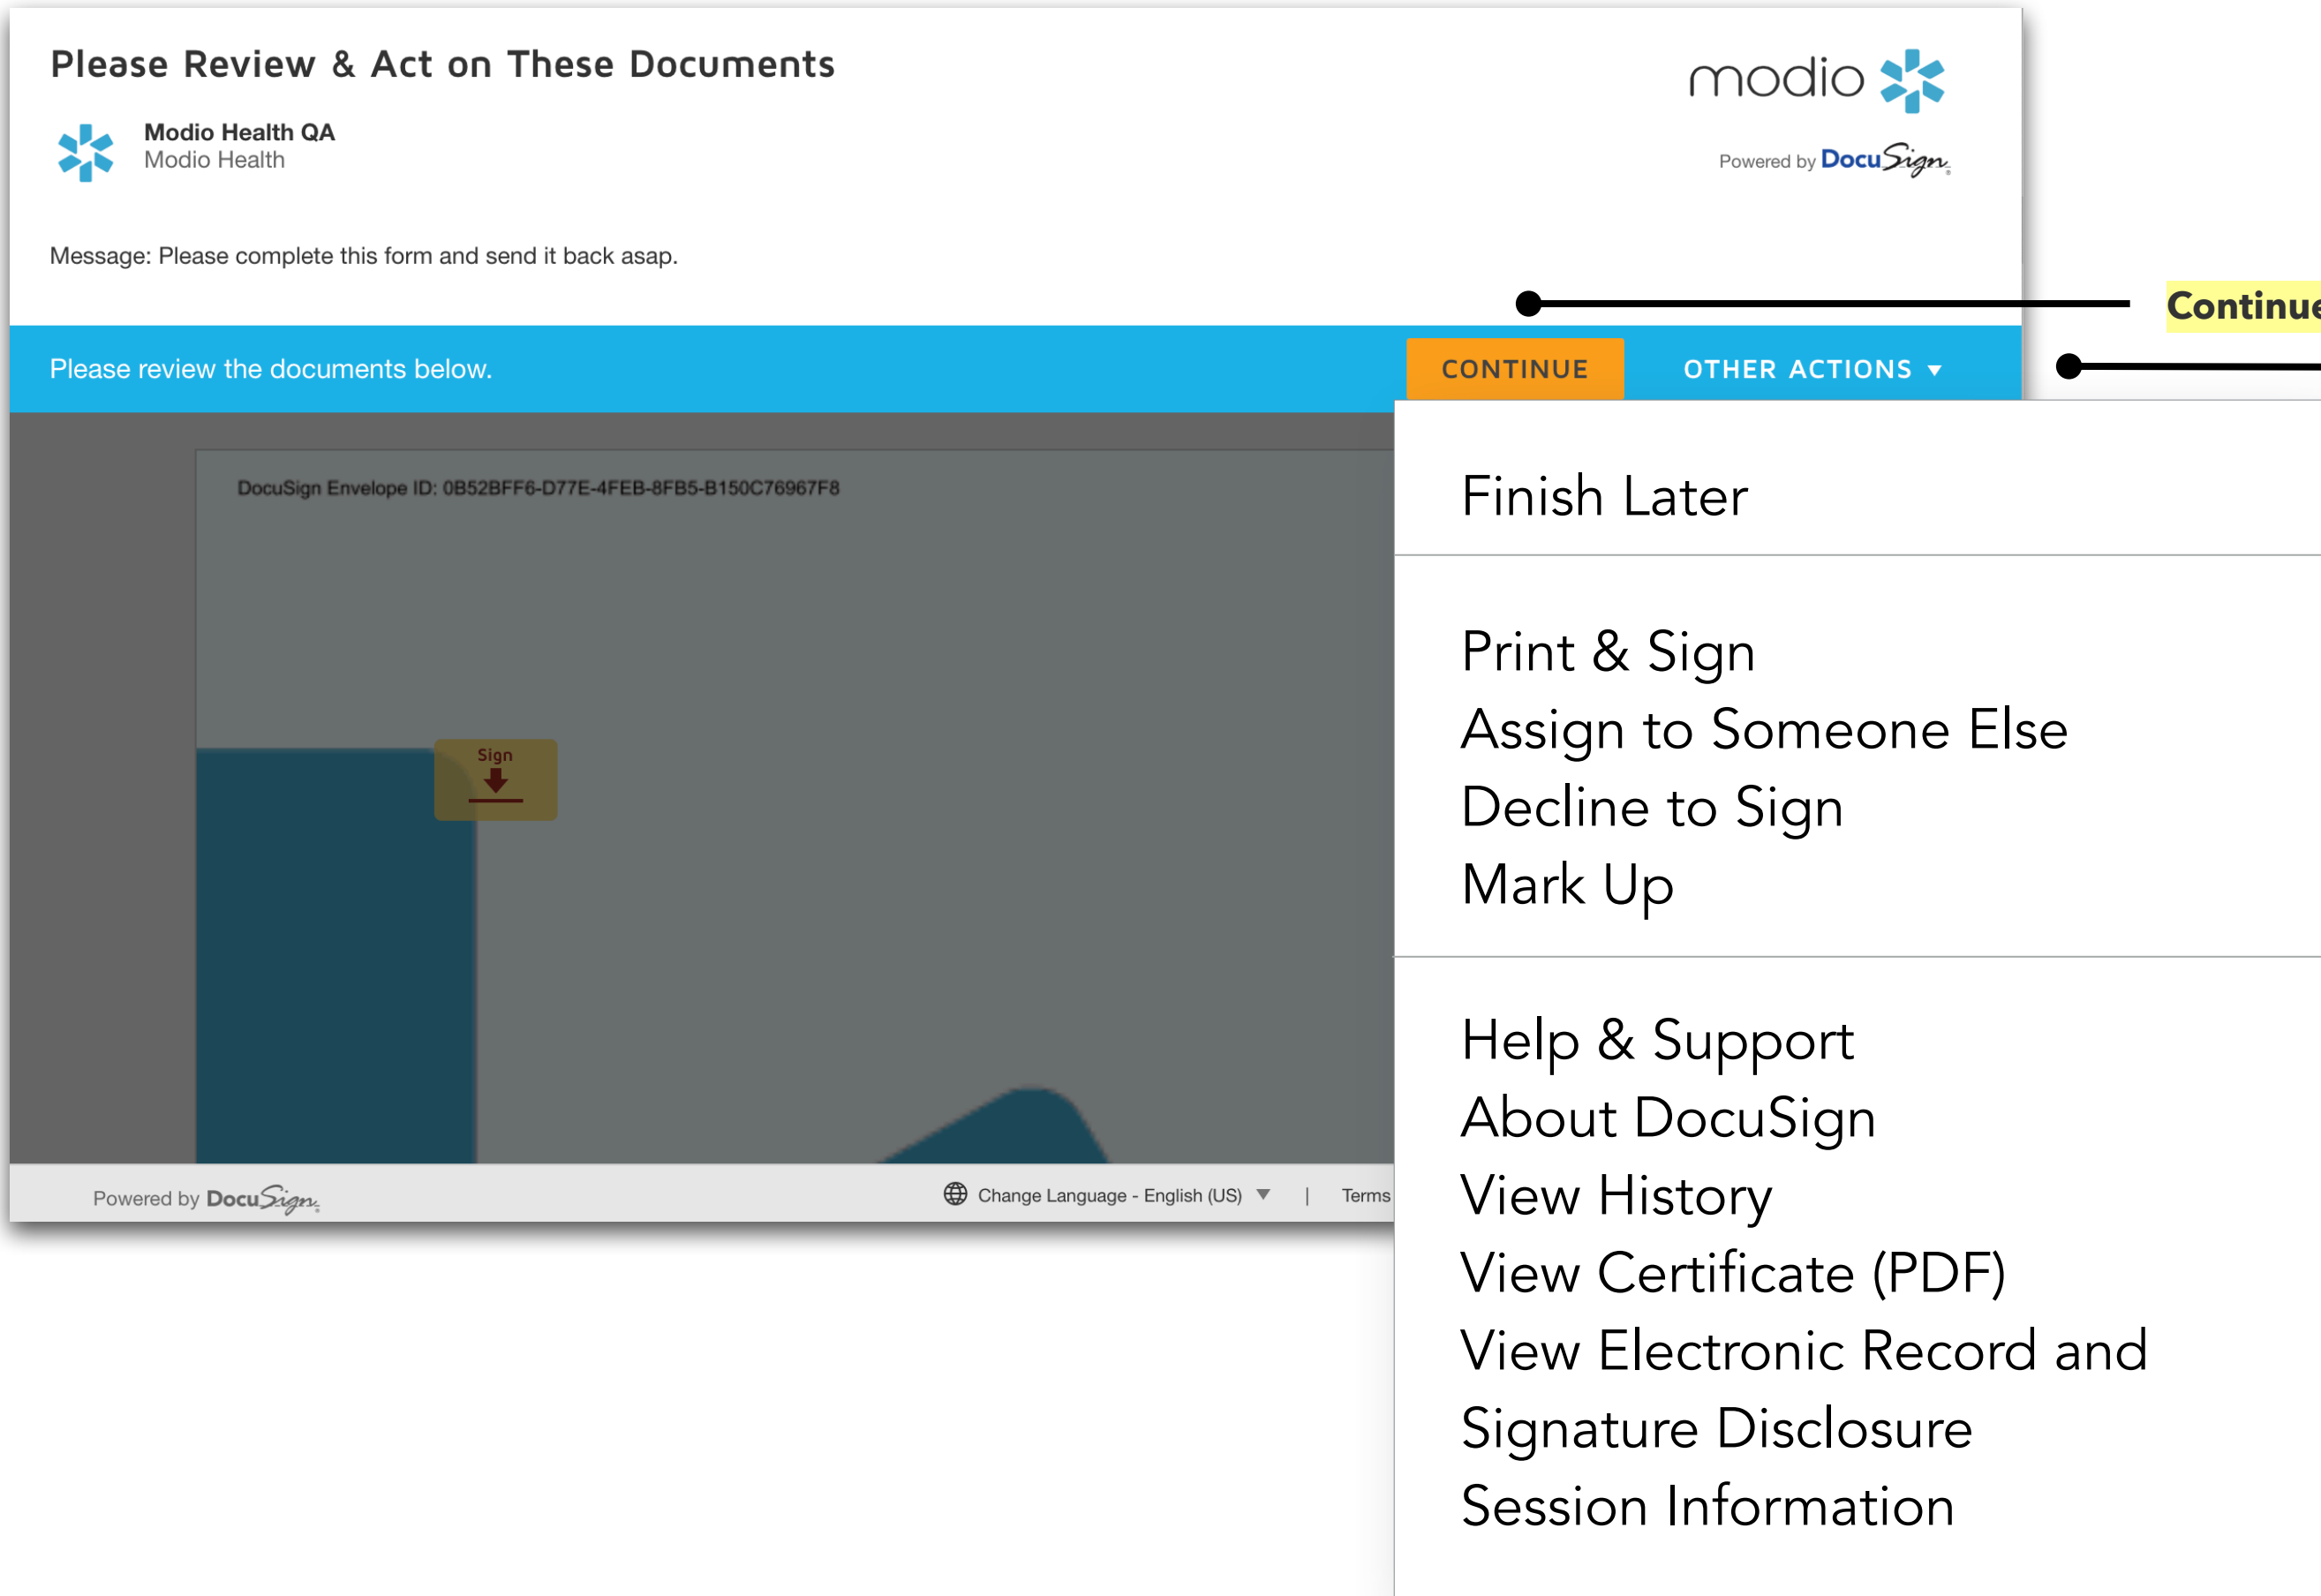 Please Review & Act on These Documents
modio
Modio Health QA
Modio Health
Powered by DocuSign
Message: Please complete this form and send it back asap.
Continue
Please review the documents below.
CONTINUE
OTHER ACTIONS
DocuSign Envelope ID: 0B52BFF6-D77E-4FEB-8FB5-B150C76967F8
Sign
Finish Later
Print & Sign
Assign to Someone Else
Decline to Sign
Mark Up
Help & Support
About DocuSign
View History
View Certificate (PDF)
View Electronic Record and
Signature Disclosure
Session Information
Powered by DocuSign
Change Language - English (US) | Terms